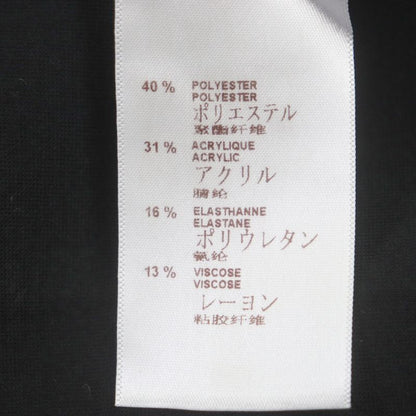 40 % POLYESTER
POLYESTER
ポリエステル
聚酯纤维
31 % ACRYLIQUE
ACRYLIC
アクリル
腈纶
16 % ELASTHANNE
ELASTANE
ポリウレタン
氨纶
13 % VISCOSE
VISCOSE
レーヨン
粘胶纤维